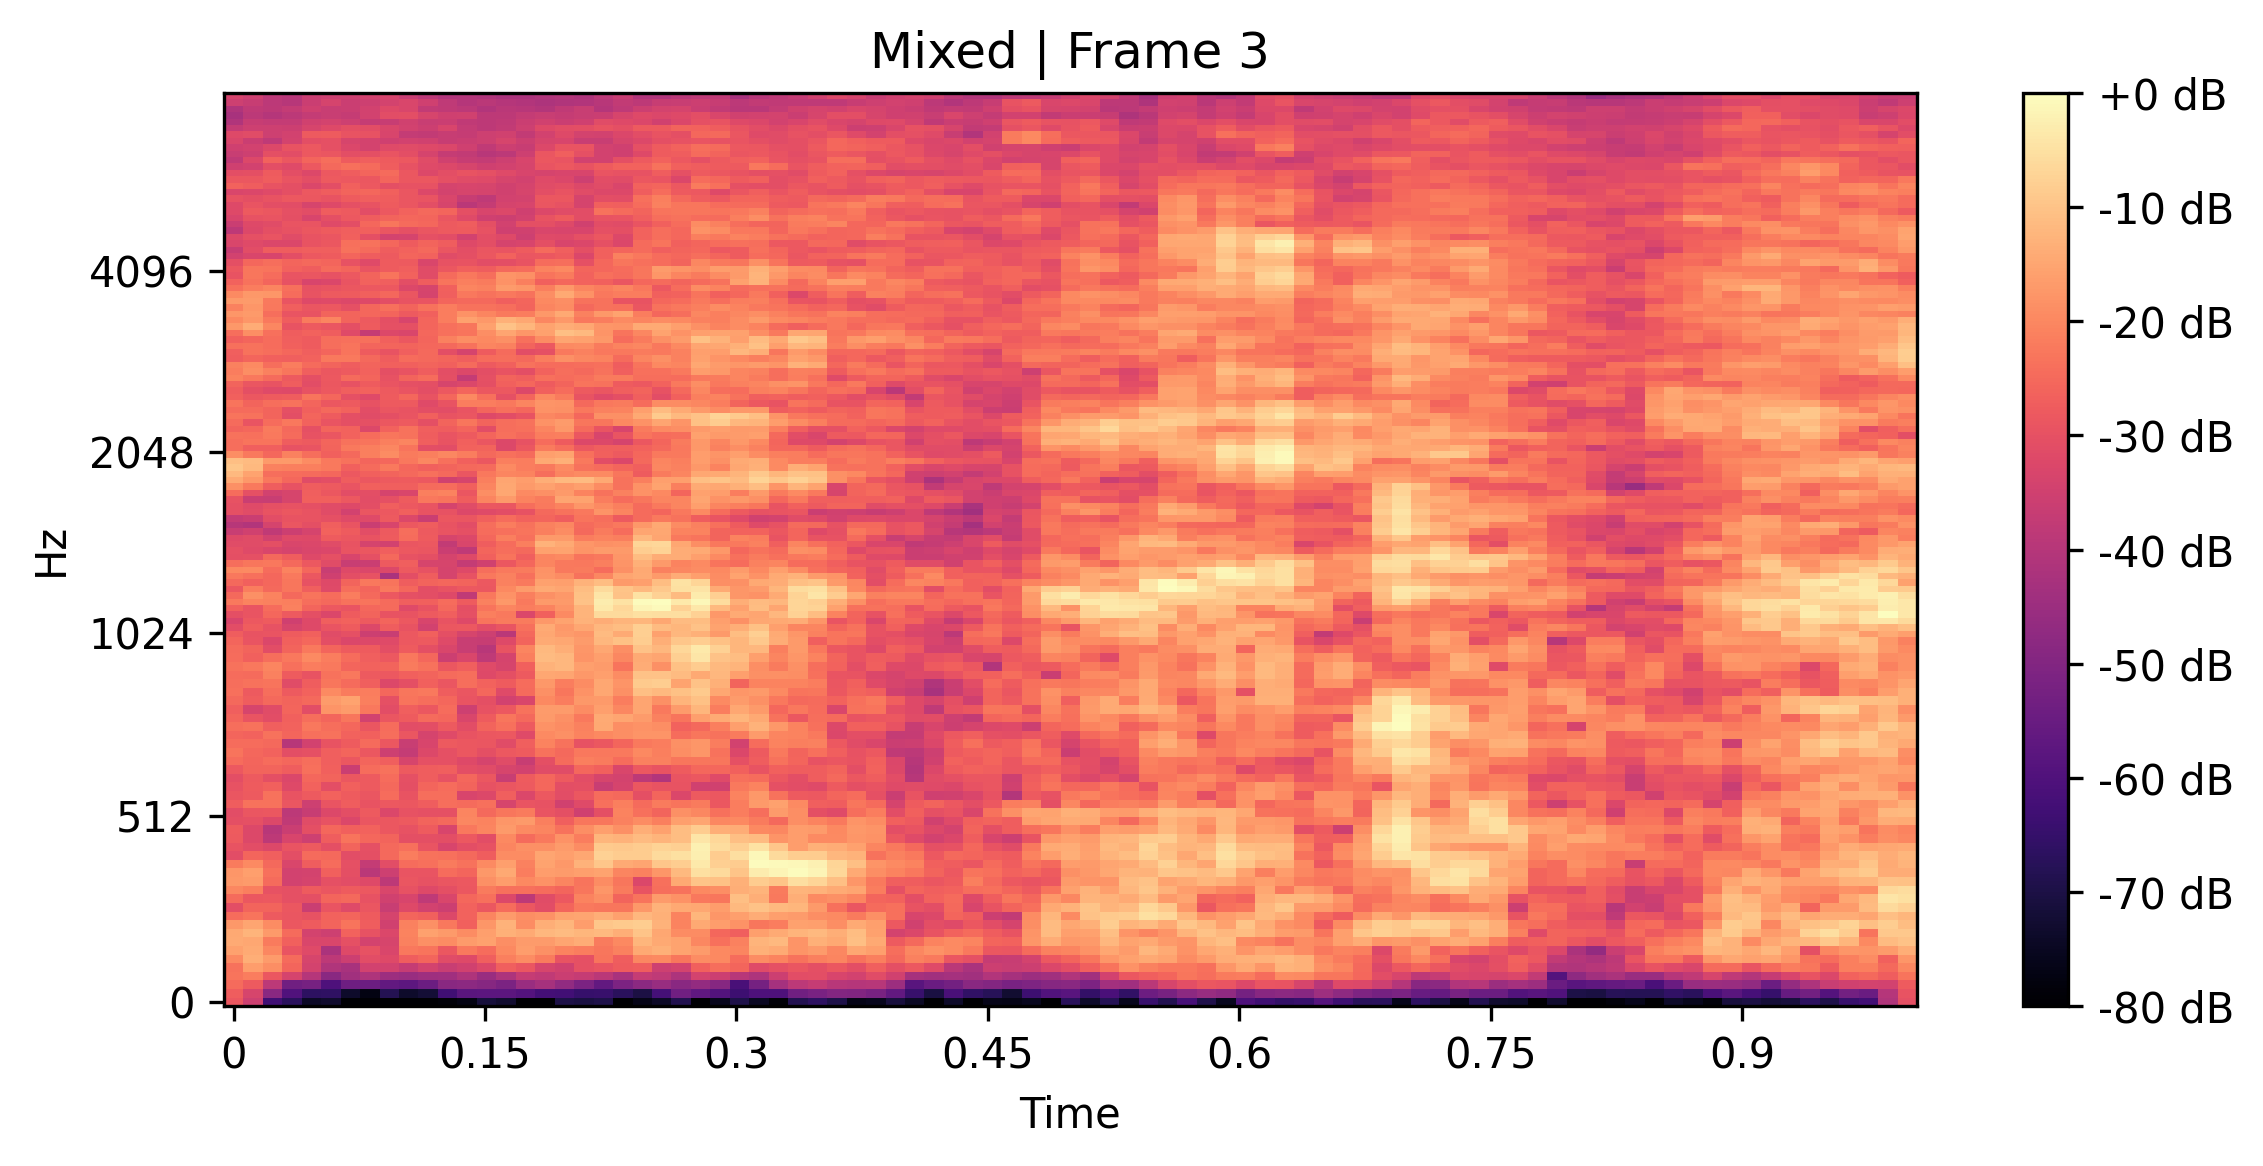 Mixed | Frame 3
+0 dB
-10 dB
-20 dB
-30 dB
-40 dB
-50 dB
-60 dB
-70 dB
-80 dB
Hz
4096
2048
1024
512
0
0 0.15 0.3 0.45 0.6 0.75 0.9
Time